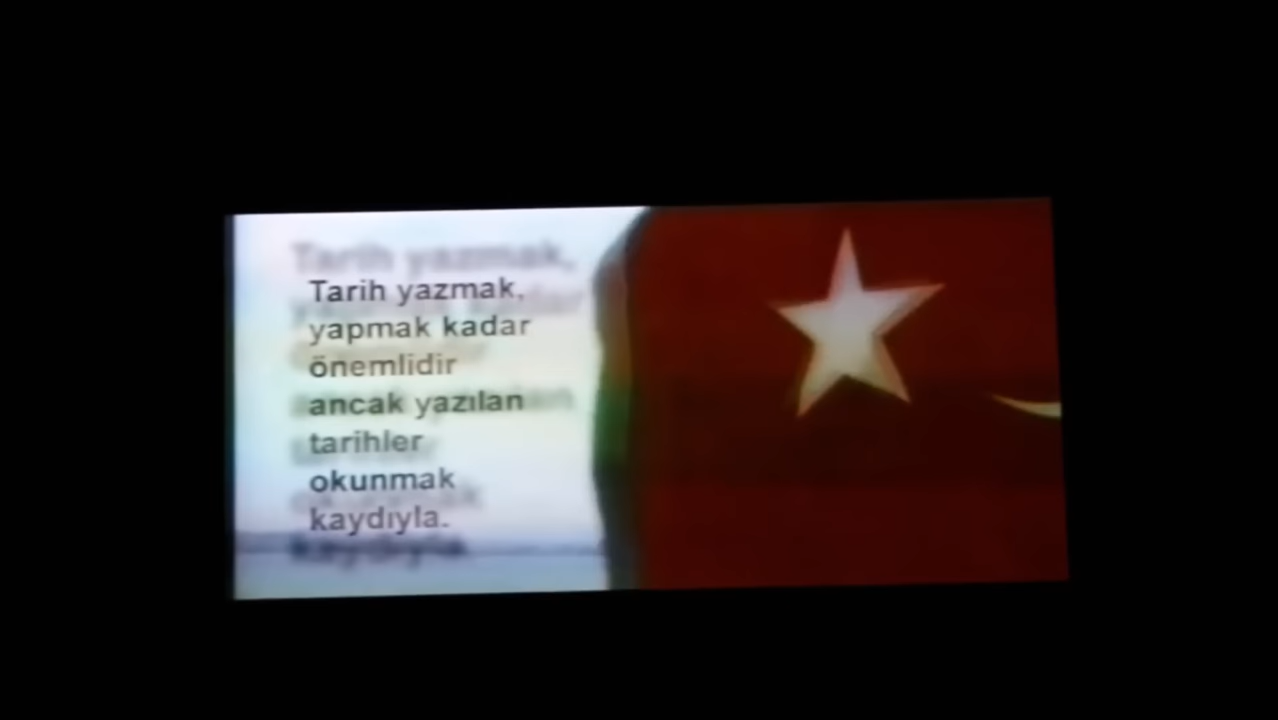 Tarih yazmak,
yapmak kadar
önemlidir
ancak yazılan
tarihler
okunmak
kaydıyla.